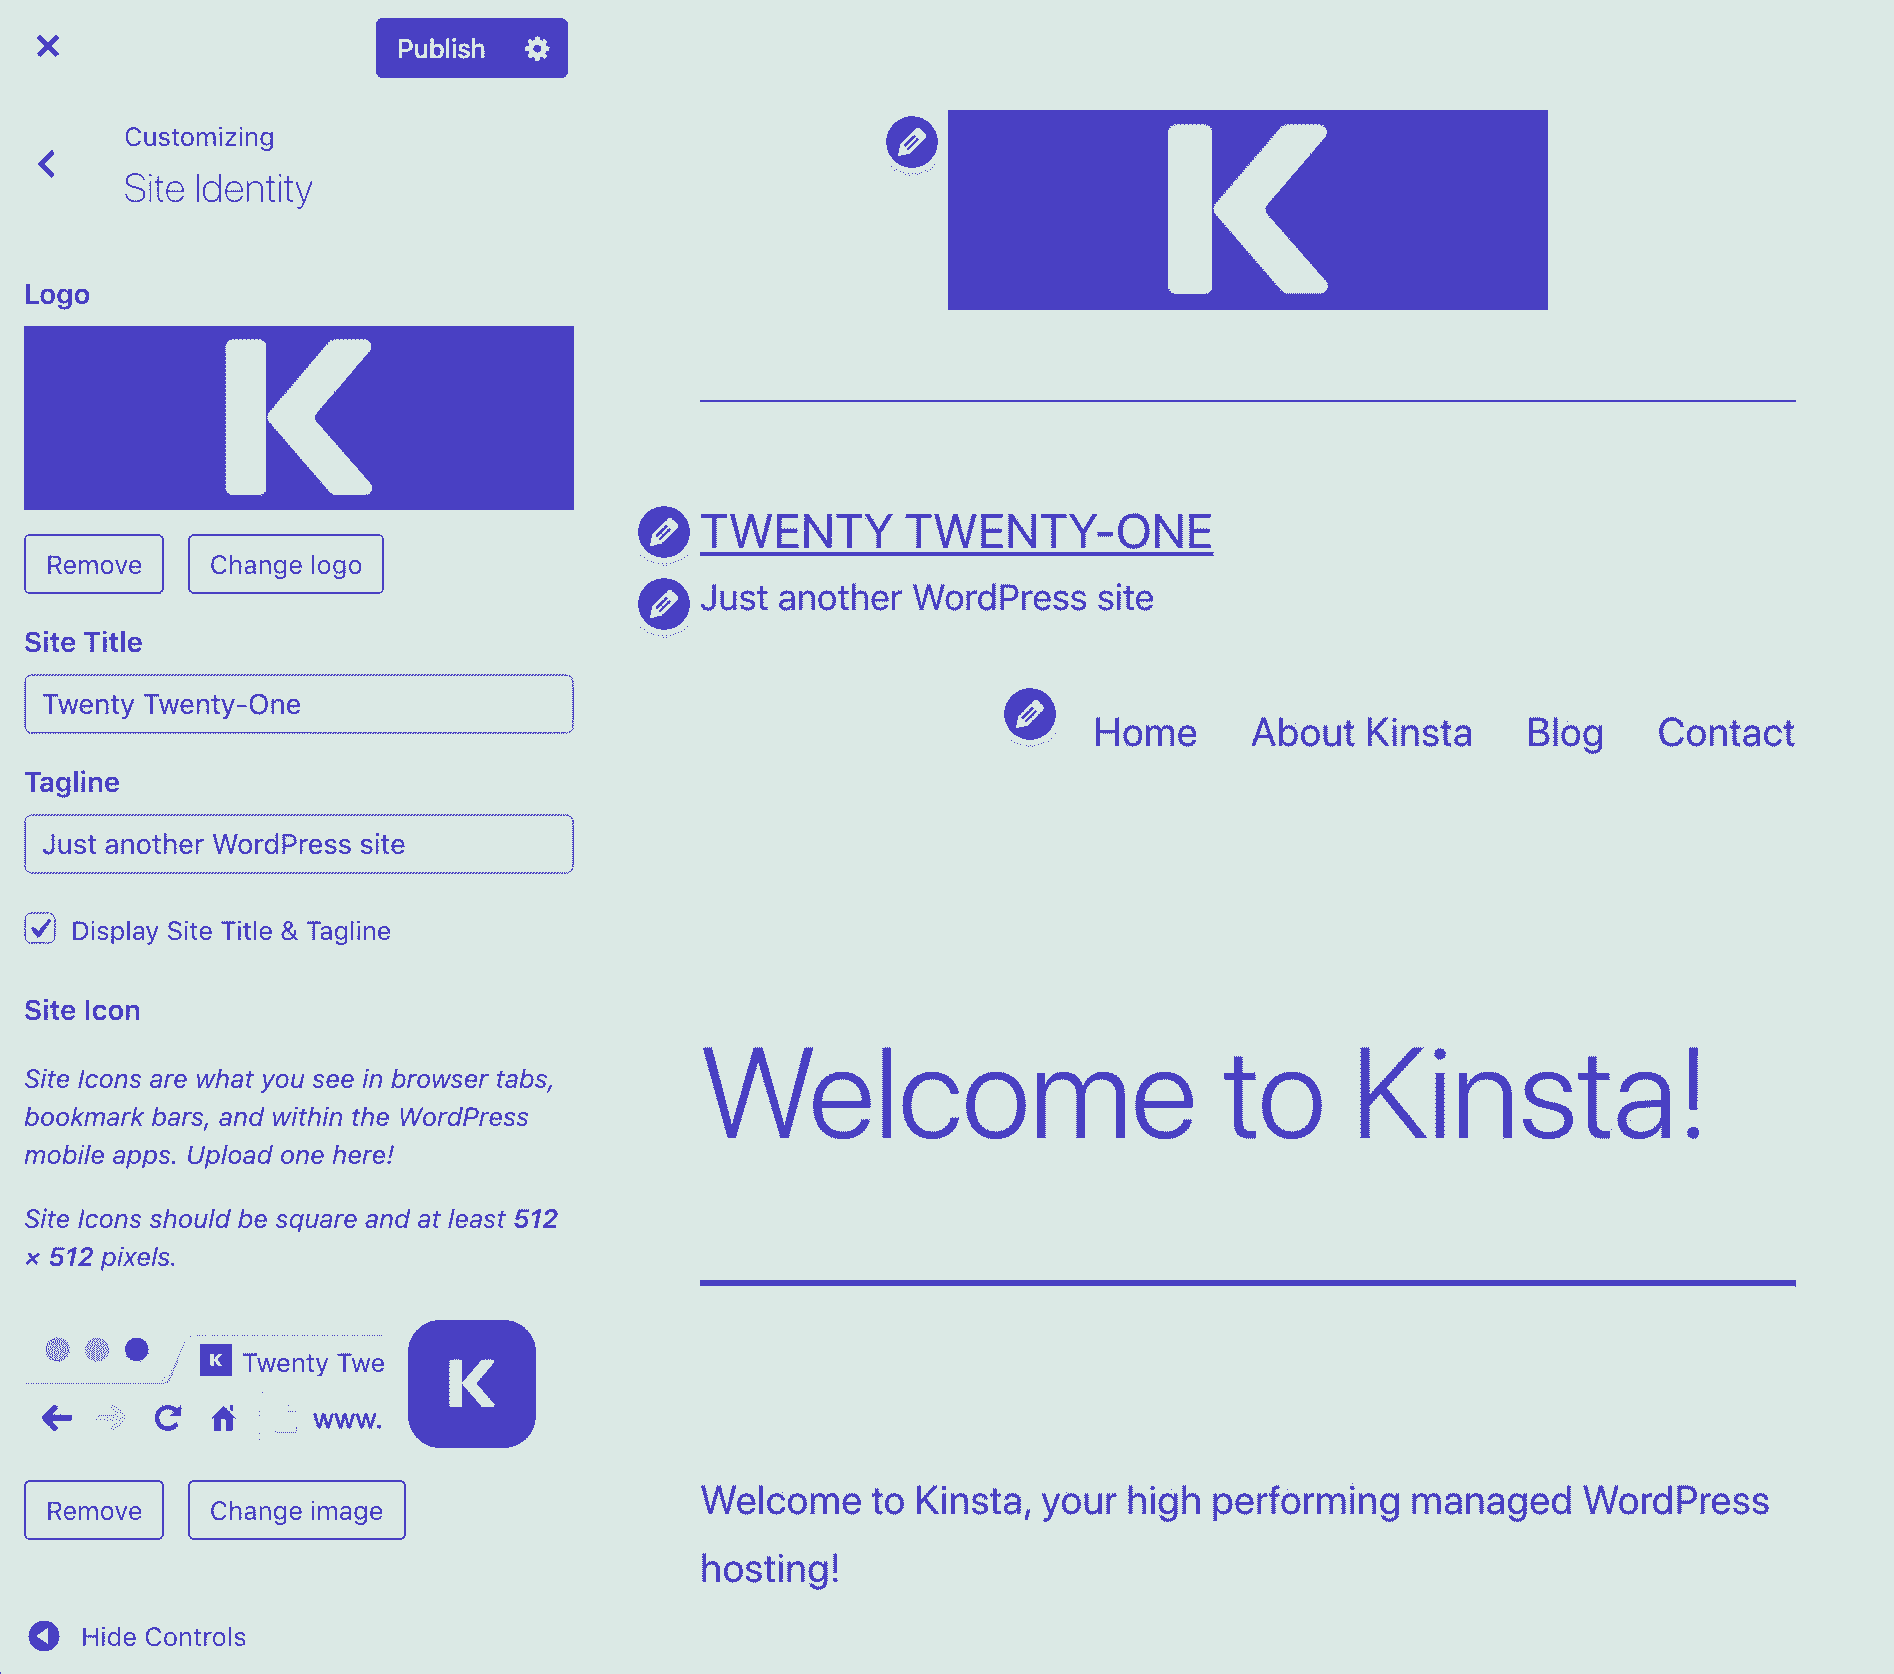 Publish
Customizing
Site Identity
Logo
K
Remove
Change logo
Site Title
Twenty Twenty-One
Tagline
Just another WordPress site
Display Site Title & Tagline
Site Icon
Site Icons are what you see in browser tabs,
bookmark bars, and within the WordPress
mobile apps. Upload one here!
Site Icons should be square and at least 512
× 512 pixels.
K
Twenty Twe
www.
K
Remove
Change image
Hide Controls
K
TWENTY TWENTY-ONE
Just another WordPress site
Home
About Kinsta
Blog
Contact
Welcome to Kinsta!
Welcome to Kinsta, your high performing managed WordPress
hosting!